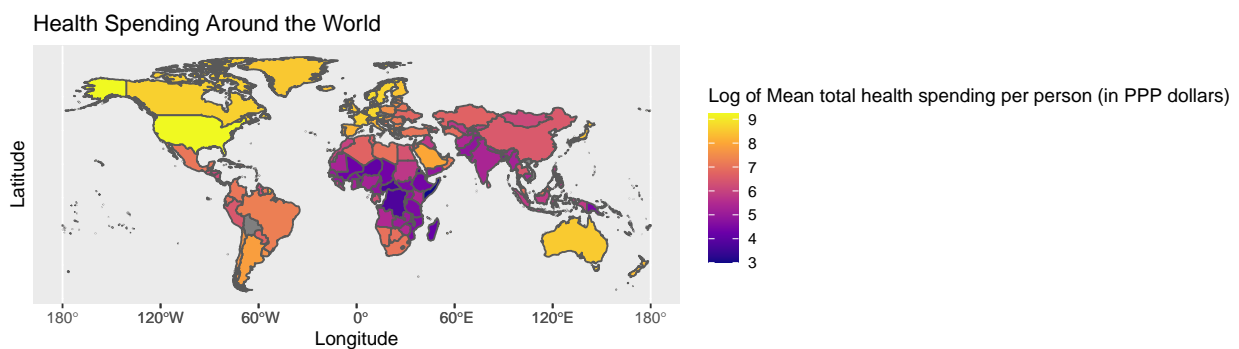 Health Spending Around the World
Latitude
180°
120°W
60°W
0°
60°E
120°E
180°
Longitude
Log of Mean total health spending per person (in PPP dollars)
9
8
7
6
5
4
3